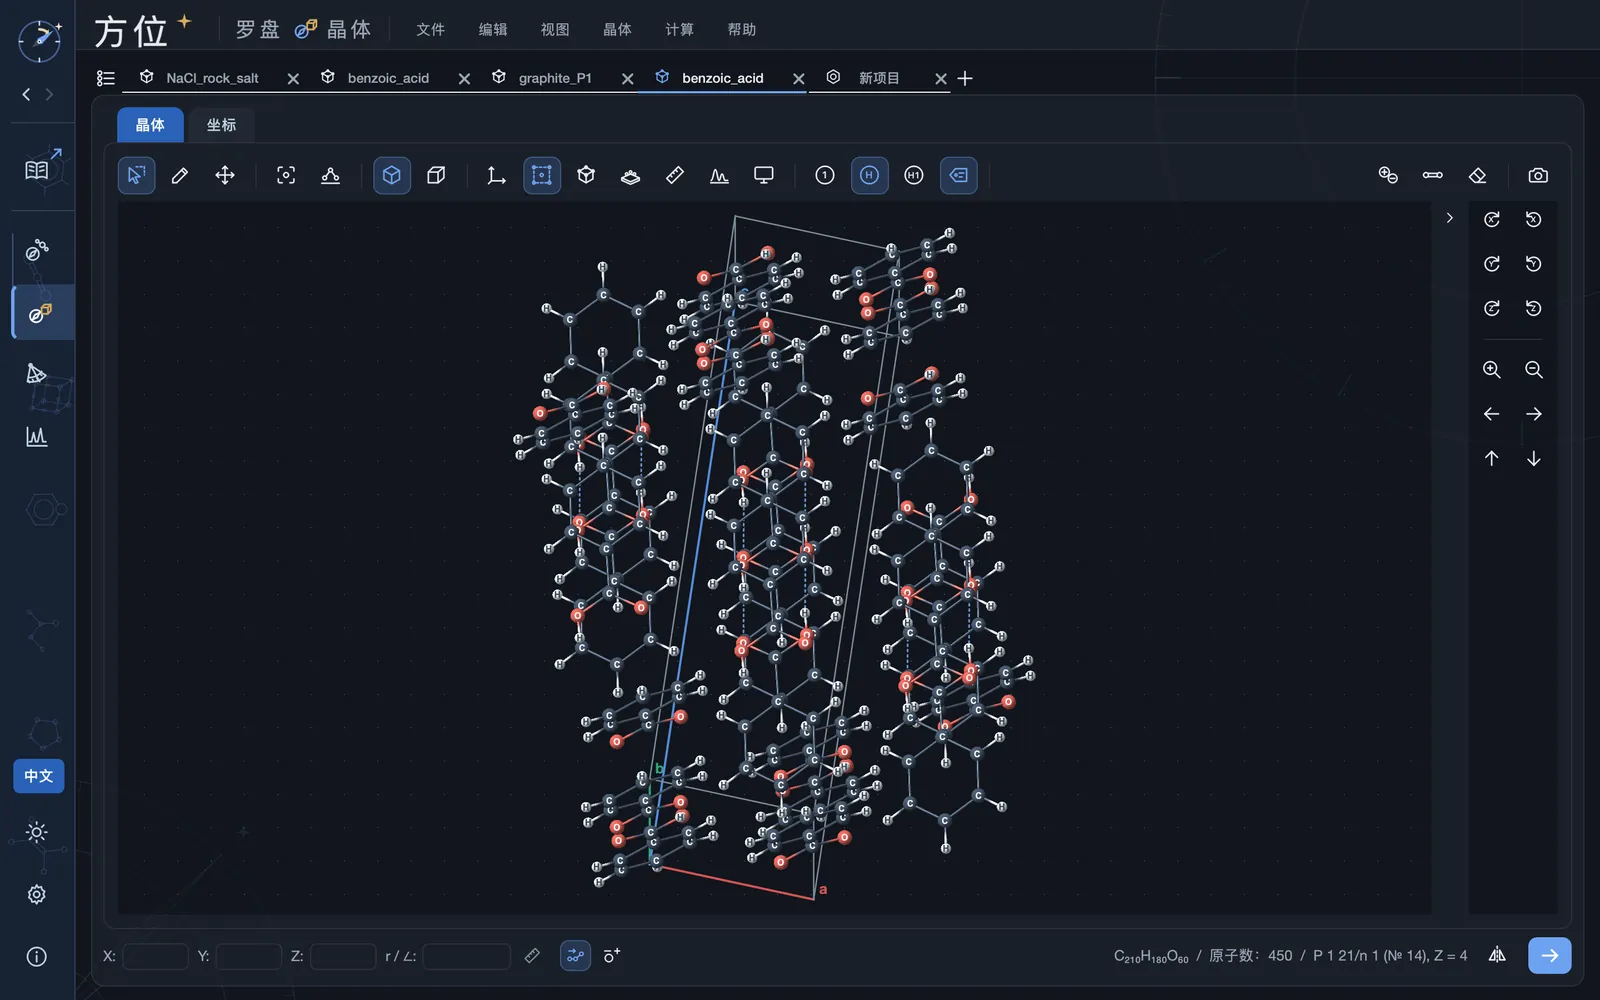 方位
罗盘 晶体 文件 编辑 视图 晶体 计算 帮助
NaCl_rock_salt benzoic_acid graphite_P1 benzoic_acid 新项目
晶体 坐标
1 H H1
X X
Y Y
Z Z
b
a
中文
X: Y: Z: r / ∠:
C₂₁₀H₁₈₀O₆₀ / 原子数: 450 / P 1 21/n 1 (№ 14), Z = 4